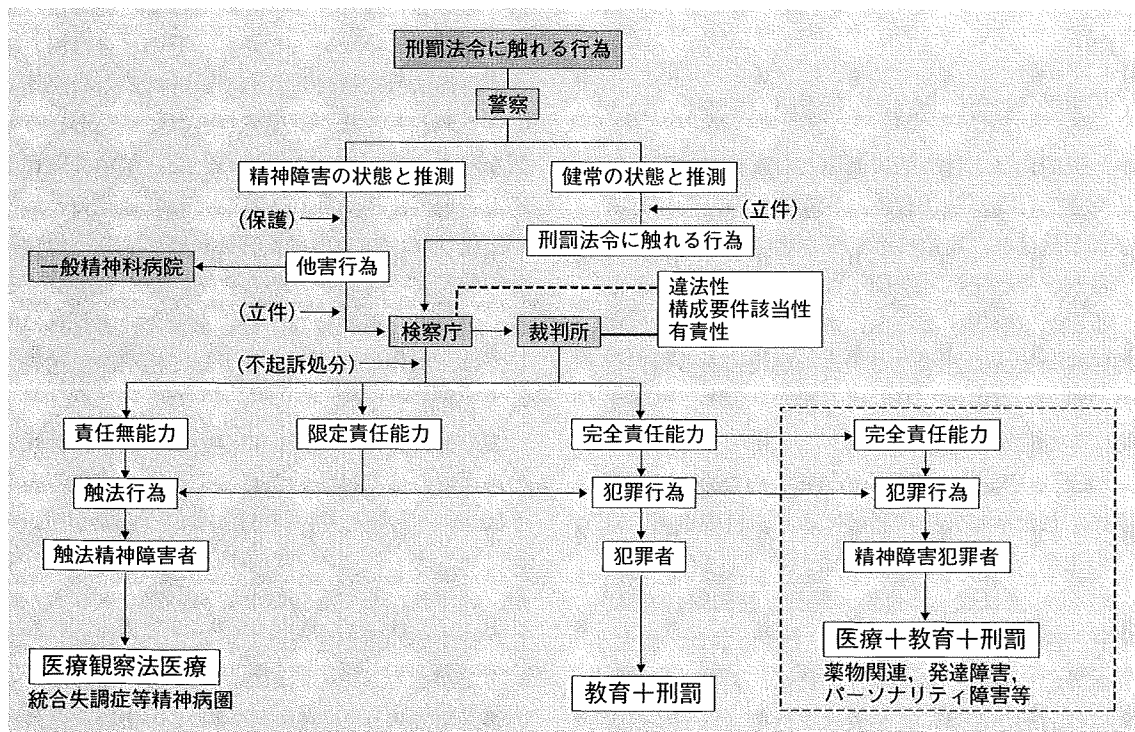 刑罰法令に触れる行為
警察
精神障害の状態と推測
健常の状態と推測
(保護)
(立件)
刑罰法令に触れる行為
一般精神科病院
他害行為
違法性
構成要件該当性
有責性
(立件)
検察庁
裁判所
(不起訴処分)
責任無能力
限定責任能力
完全責任能力
完全責任能力
触法行為
犯罪行為
犯罪行為
触法精神障害者
犯罪者
精神障害犯罪者
医療観察法医療
統合失調症等精神病圏
教育＋刑罰
医療＋教育＋刑罰
薬物関連，発達障害，
パーソナリティ障害等